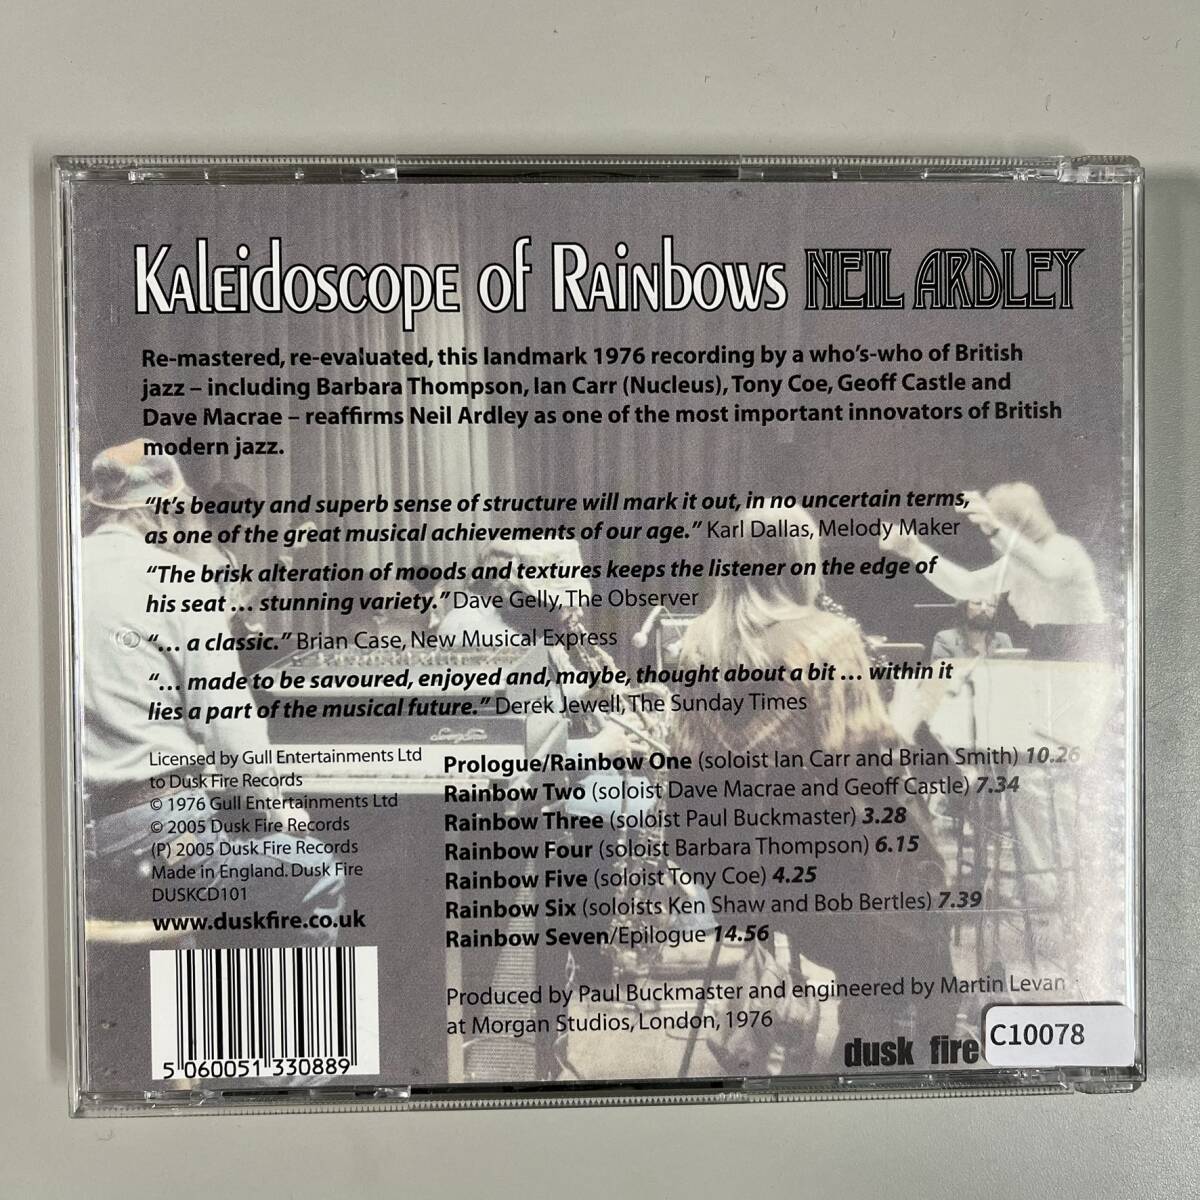 Kaleidoscope of Rainbows NEIL ARDLEY
Re-mastered, re-evaluated, this landmark 1976 recording by a who's-who of British
jazz – including Barbara Thompson, Ian Carr (Nucleus), Tony Coe, Geoff Castle and
Dave Macrae – reaffirms Neil Ardley as one of the most important innovators of British
modern jazz.
“It's beauty and superb sense of structure will mark it out, in no uncertain terms,
as one of the great musical achievements of our age.” Karl Dallas, Melody Maker
“The brisk alteration of moods and textures keeps the listener on the edge of
his seat ... stunning variety.” Dave Gelly, The Observer
“... a classic.” Brian Case, New Musical Express
“... made to be savoured, enjoyed and, maybe, thought about a bit ... within it
lies a part of the musical future.” Derek Jewell, The Sunday Times
Licensed by Gull Entertainments Ltd
to Dusk Fire Records
© 1976 Gull Entertainments Ltd
© 2005 Dusk Fire Records
(P) 2005 Dusk Fire Records
Made in England. Dusk Fire
DUSKCD101
www.duskfire.co.uk
Prologue/Rainbow One (soloist Ian Carr and Brian Smith) 10.26
Rainbow Two (soloist Dave Macrae and Geoff Castle) 7.34
Rainbow Three (soloist Paul Buckmaster) 3.28
Rainbow Four (soloist Barbara Thompson) 6.15
Rainbow Five (soloist Tony Coe) 4.25
Rainbow Six (soloists Ken Shaw and Bob Bertles) 7.39
Rainbow Seven/Epilogue 14.56
Produced by Paul Buckmaster and engineered by Martin Levan
at Morgan Studios, London, 1976
5 060051 330889
dusk fire
C10078